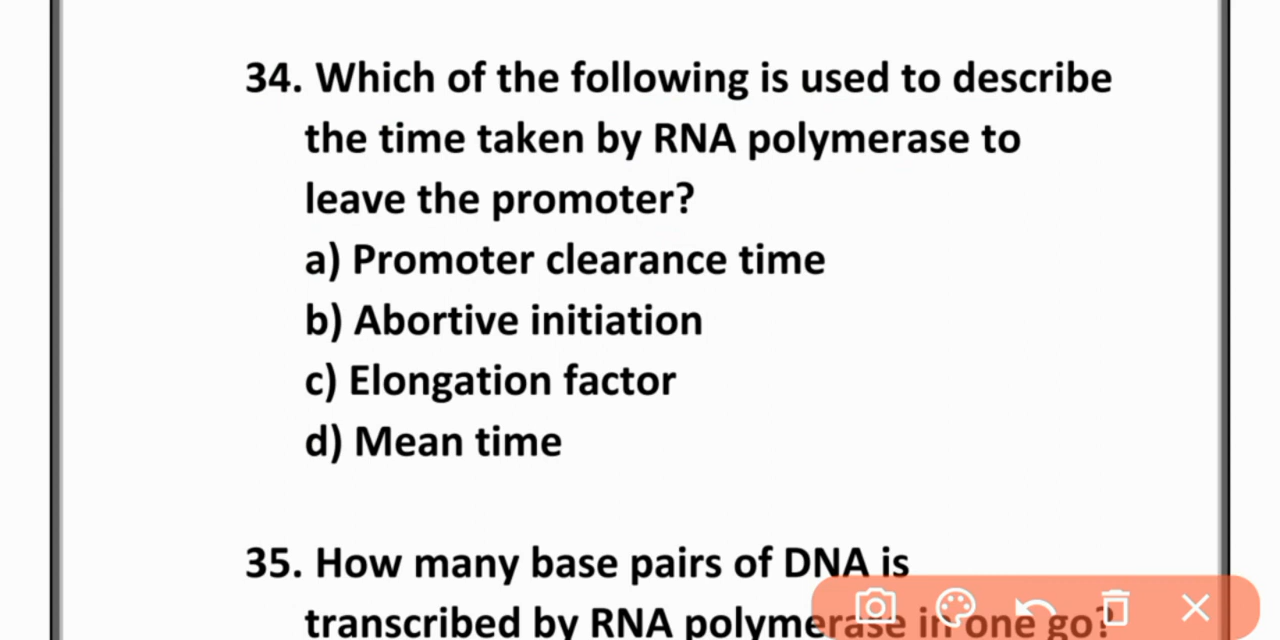 34. Which of the following is used to describe
the time taken by RNA polymerase to
leave the promoter?
a) Promoter clearance time
b) Abortive initiation
c) Elongation factor
d) Mean time
35. How many base pairs of DNA is
transcribed by RNA polymerase in one go?